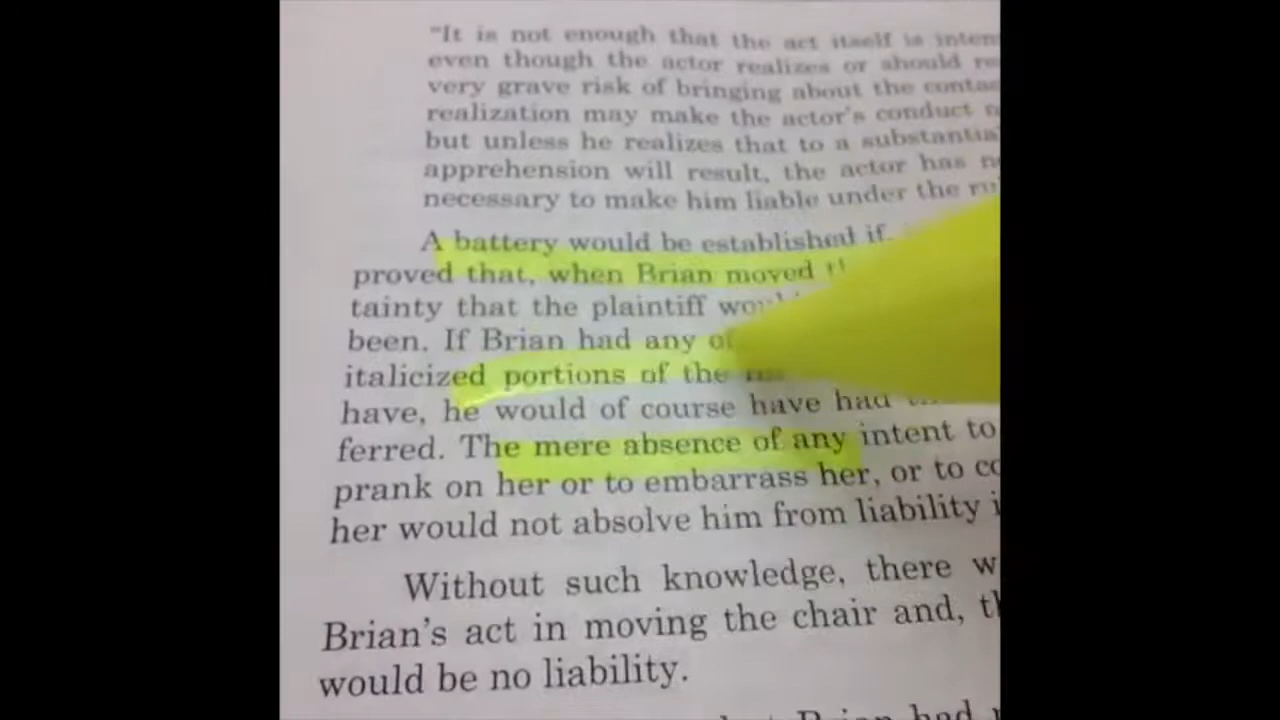 "It is not enough that the act itself is
even though the actor realizes or should
very grave risk of bringing about the
realization may make the actor's conduct
but unless he realizes that to a
apprehension will result, the actor has
necessary to make him liable under the
A battery would be established if,
proved that, when Brian moved
tainty that the plaintiff
been. If Brian had any
italicized portions of the
have, he would of course have had
ferred. The mere absence of any intent to
prank on her or to embarrass her, or to
her would not absolve him from liability
Without such knowledge, there
Brian's act in moving the chair and,
would be no liability.
Brian had